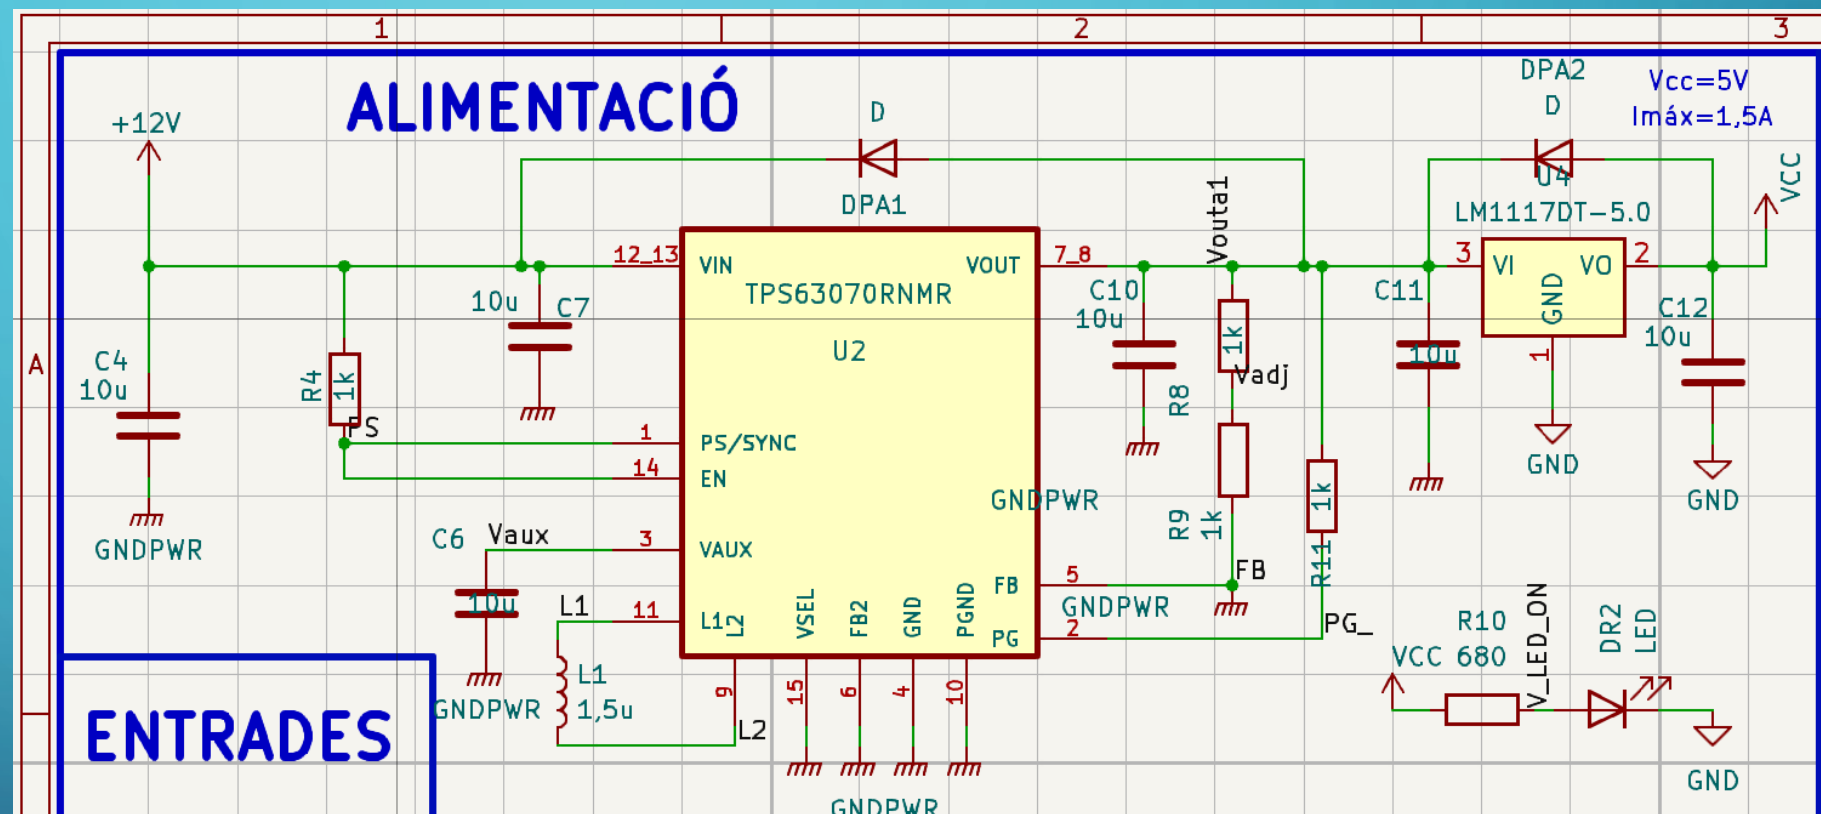 1
2
3
A
ALIMENTACIÓ
DPA2
D
Vcc=5V
Imáx=1,5A
+12V
D
DPA1
Vouta1
VCC
U4
LM1117DT-5.0
12_13
VIN
VOUT
7_8
3
VI
VO
2
GND
1
TPS63070RNMR
U2
10u
C7
C10
10u
C11
10u
C12
10u
C4
10u
R4
1k
PS
1k
R8
Vadj
1
PS/SYNC
14
EN
GNDPWR
GND
GND
GNDPWR
R9
1k
1k
R11
C6
Vaux
3
VAUX
10u
L1
11
L1
L2
VSEL
FB2
GND
PGND
FB
5
FB
GNDPWR
PG
2
PG_
9
15
6
4
10
L1
1,5u
GNDPWR
L2
GNDPWR
R10
VCC
680
V_LED_ON
DR2
LED
GND
ENTRADES